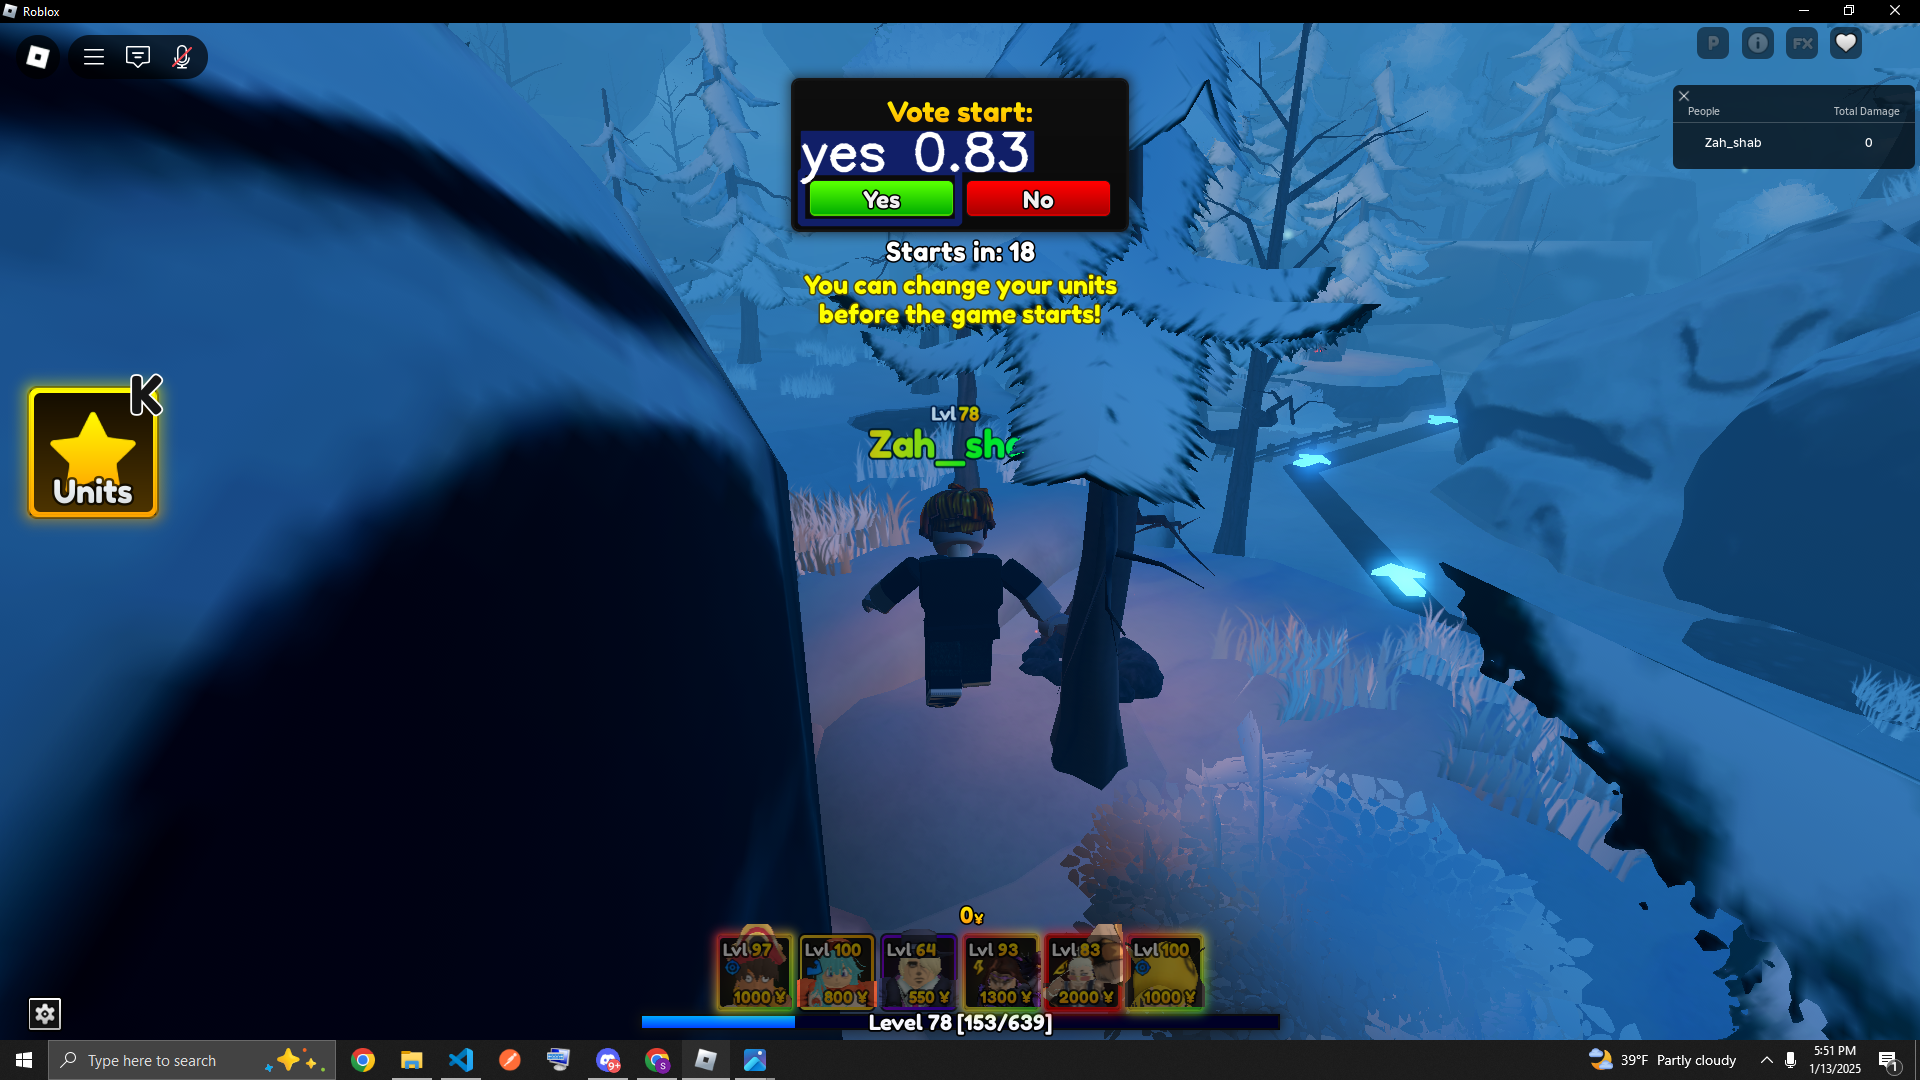 Roblox
P
i
FX
Vote start:
yes 0.83
Yes
No
Starts in: 18
You can change your units
before the game starts!
People
Total Damage
Zah_shab
0
K
Units
Lvl 78
Zah_sh
0¥
Lvl 97
Lvl 100
Lvl 64
Lvl 93
Lvl 83
Lvl 100
1000 ¥
800 ¥
550 ¥
1300 ¥
2000 ¥
1000 ¥
Level 78 [153/639]
Type here to search
9+
S
39°F Partly cloudy
5:51 PM
1/13/2025
1